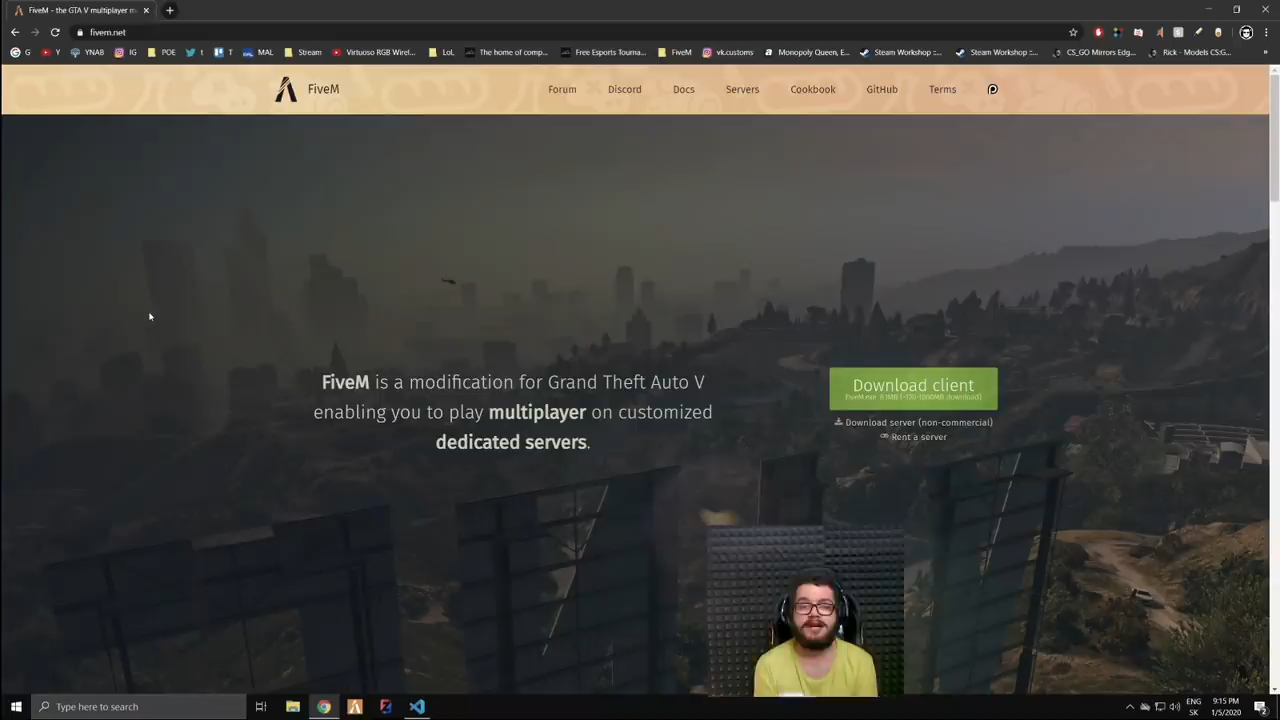 FiveM - the GTA V multiplayer m
fivem.net
G
YNAB
IG
POE
t
T
MAL
Stream
Virtuoso RGB Wirel...
LoL
The home of comp...
Free Esports Tourna...
FiveM
vk.customs
Monopoly Queen, E...
Steam Workshop ::...
Steam Workshop ::...
CS_GO Mirrors Edg...
Rick - Models CS:G...
FiveM
Forum
Discord
Docs
Servers
Cookbook
GitHub
Terms
FiveM is a modification for Grand Theft Auto V
enabling you to play multiplayer on customized
dedicated servers.
Download client
Download server (non-commercial)
Rent a server
Type here to search
ENG
SK
9:15 PM
1/5/2020
2